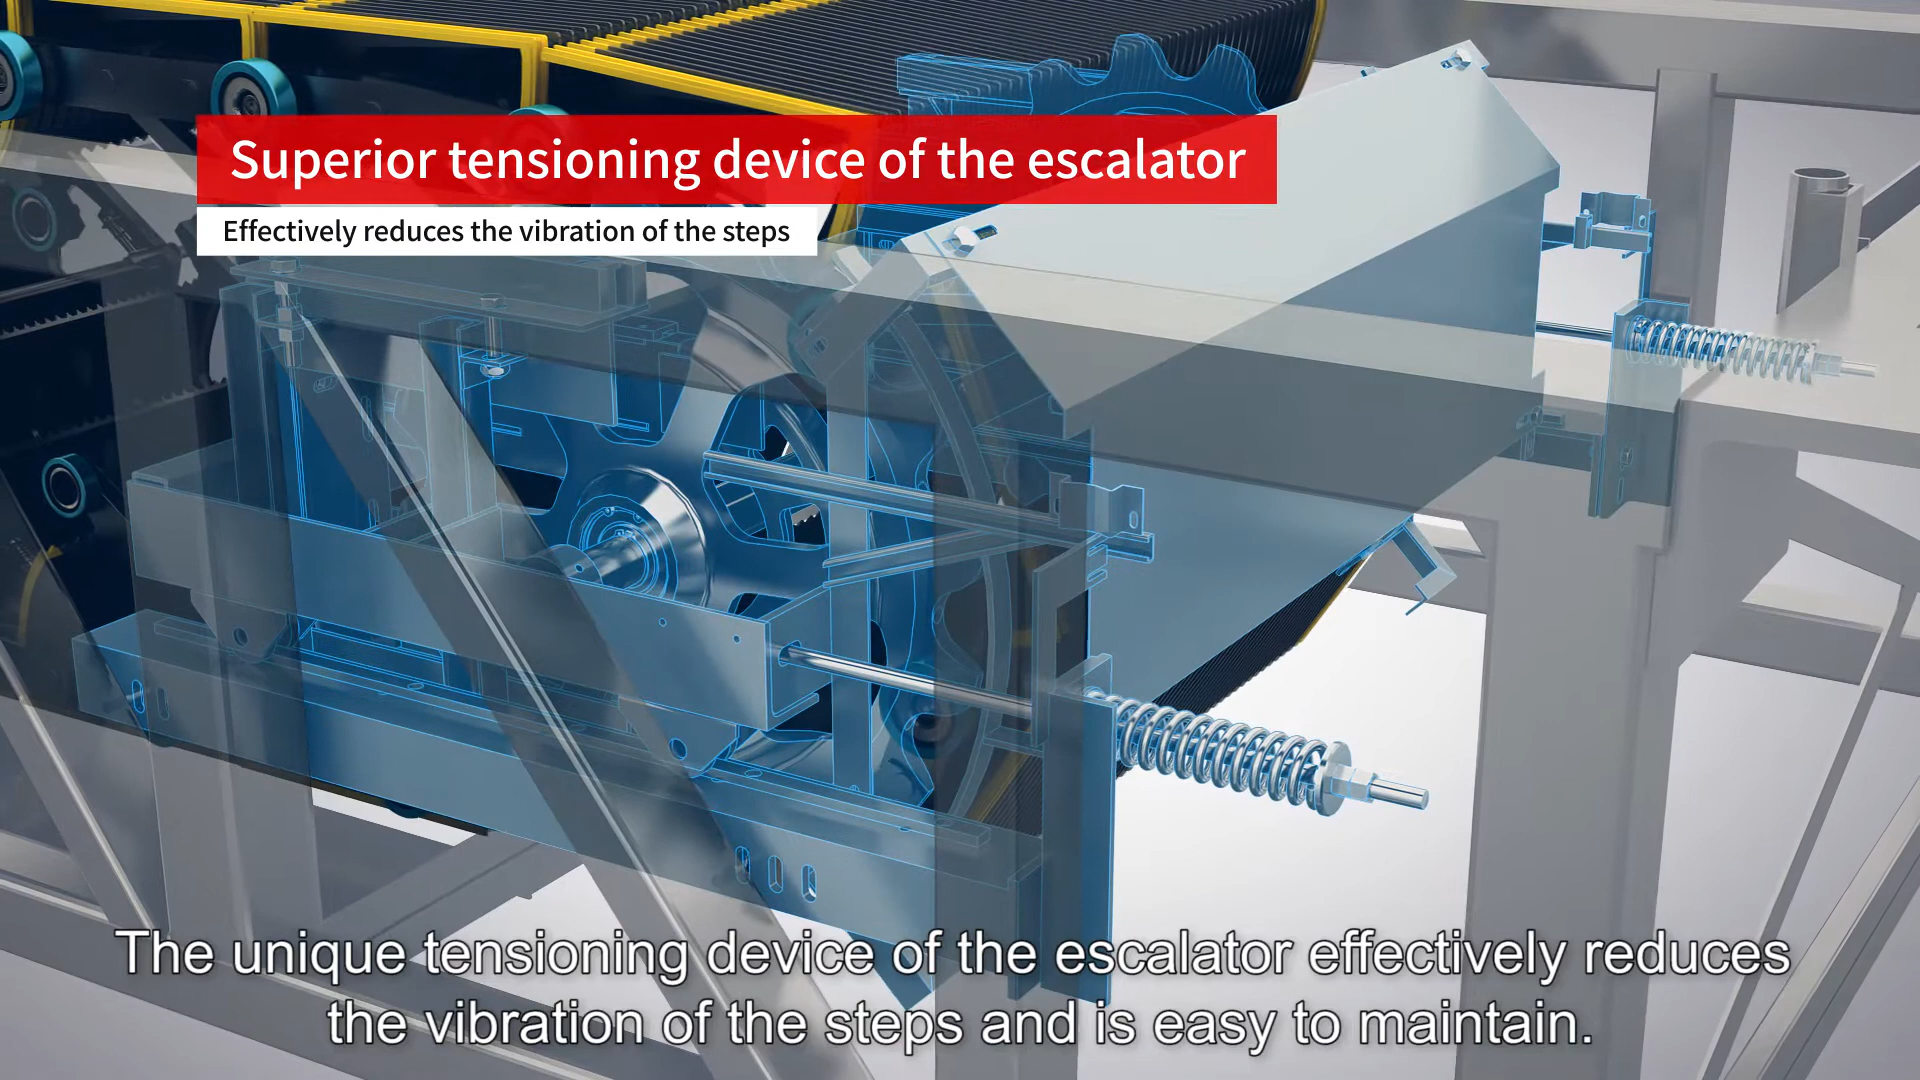 Superior tensioning device of the escalator
Effectively reduces the vibration of the steps
The unique tensioning device of the escalator effectively reduces
the vibration of the steps and is easy to maintain.